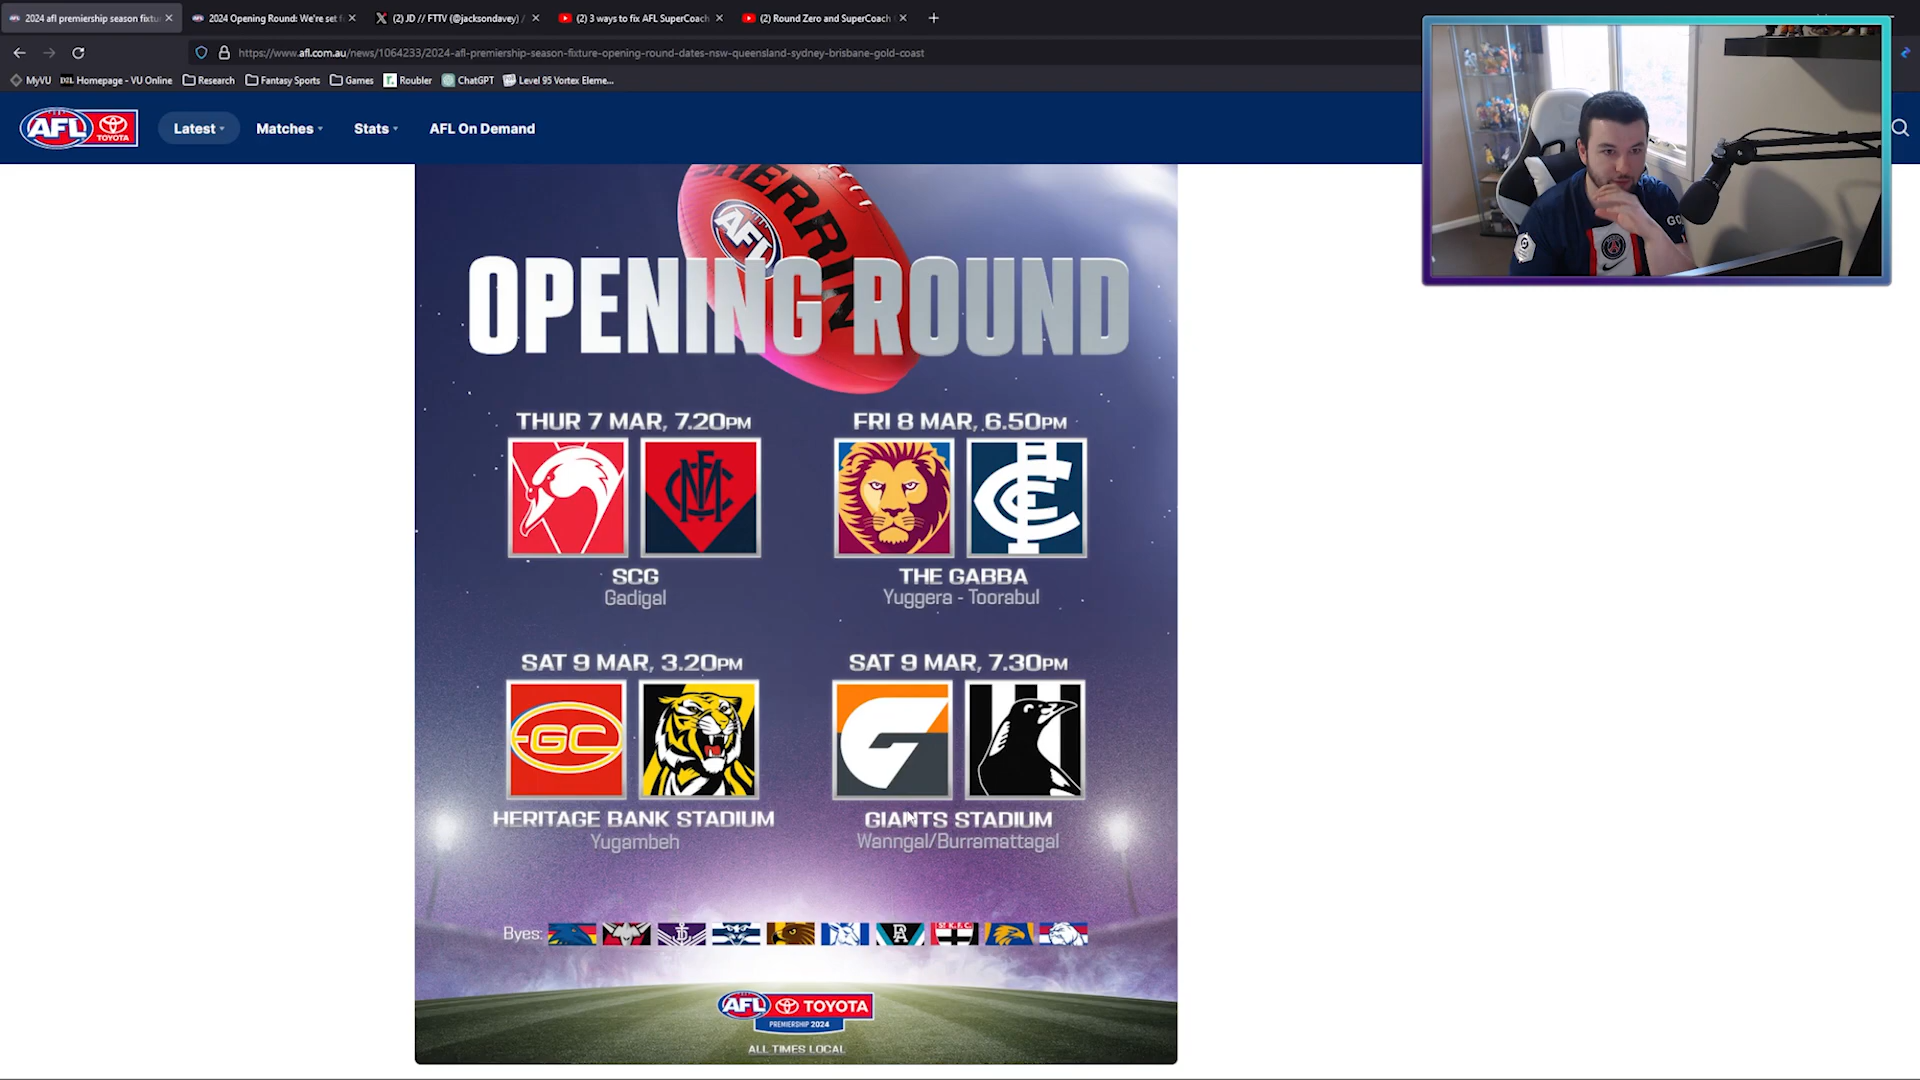 2024 afl premiership season fixtu
2024 Opening Round: We're set f
(2) JD // FTTV (@jacksondavey) /
(2) 3 ways to fix AFL SuperCoach
(2) Round Zero and SuperCoach
https://www.afl.com.au/news/1064233/2024-afl-premiership-season-fixture-opening-round-dates-nsw-queensland-sydney-brisbane-gold-coast
MyVU
D2L Homepage - VU Online
Research
Fantasy Sports
Games
r. Roubler
ChatGPT
Level 95 Vortex Eleme...
AFL TOYOTA
Latest
Matches
Stats
AFL On Demand
GO
SHERRIN
AFL
OPENING ROUND
THUR 7 MAR, 7.20PM
FRI 8 MAR, 6.50PM
SCG
Gadigal
THE GABBA
Yuggera - Toorabul
SAT 9 MAR, 3.20PM
SAT 9 MAR, 7.30PM
GC
G
HERITAGE BANK STADIUM
Yugambeh
GIANTS STADIUM
Wanngal/Burramattagal
Byes:
AFL TOYOTA
PREMIERSHIP 2024
ALL TIMES LOCAL